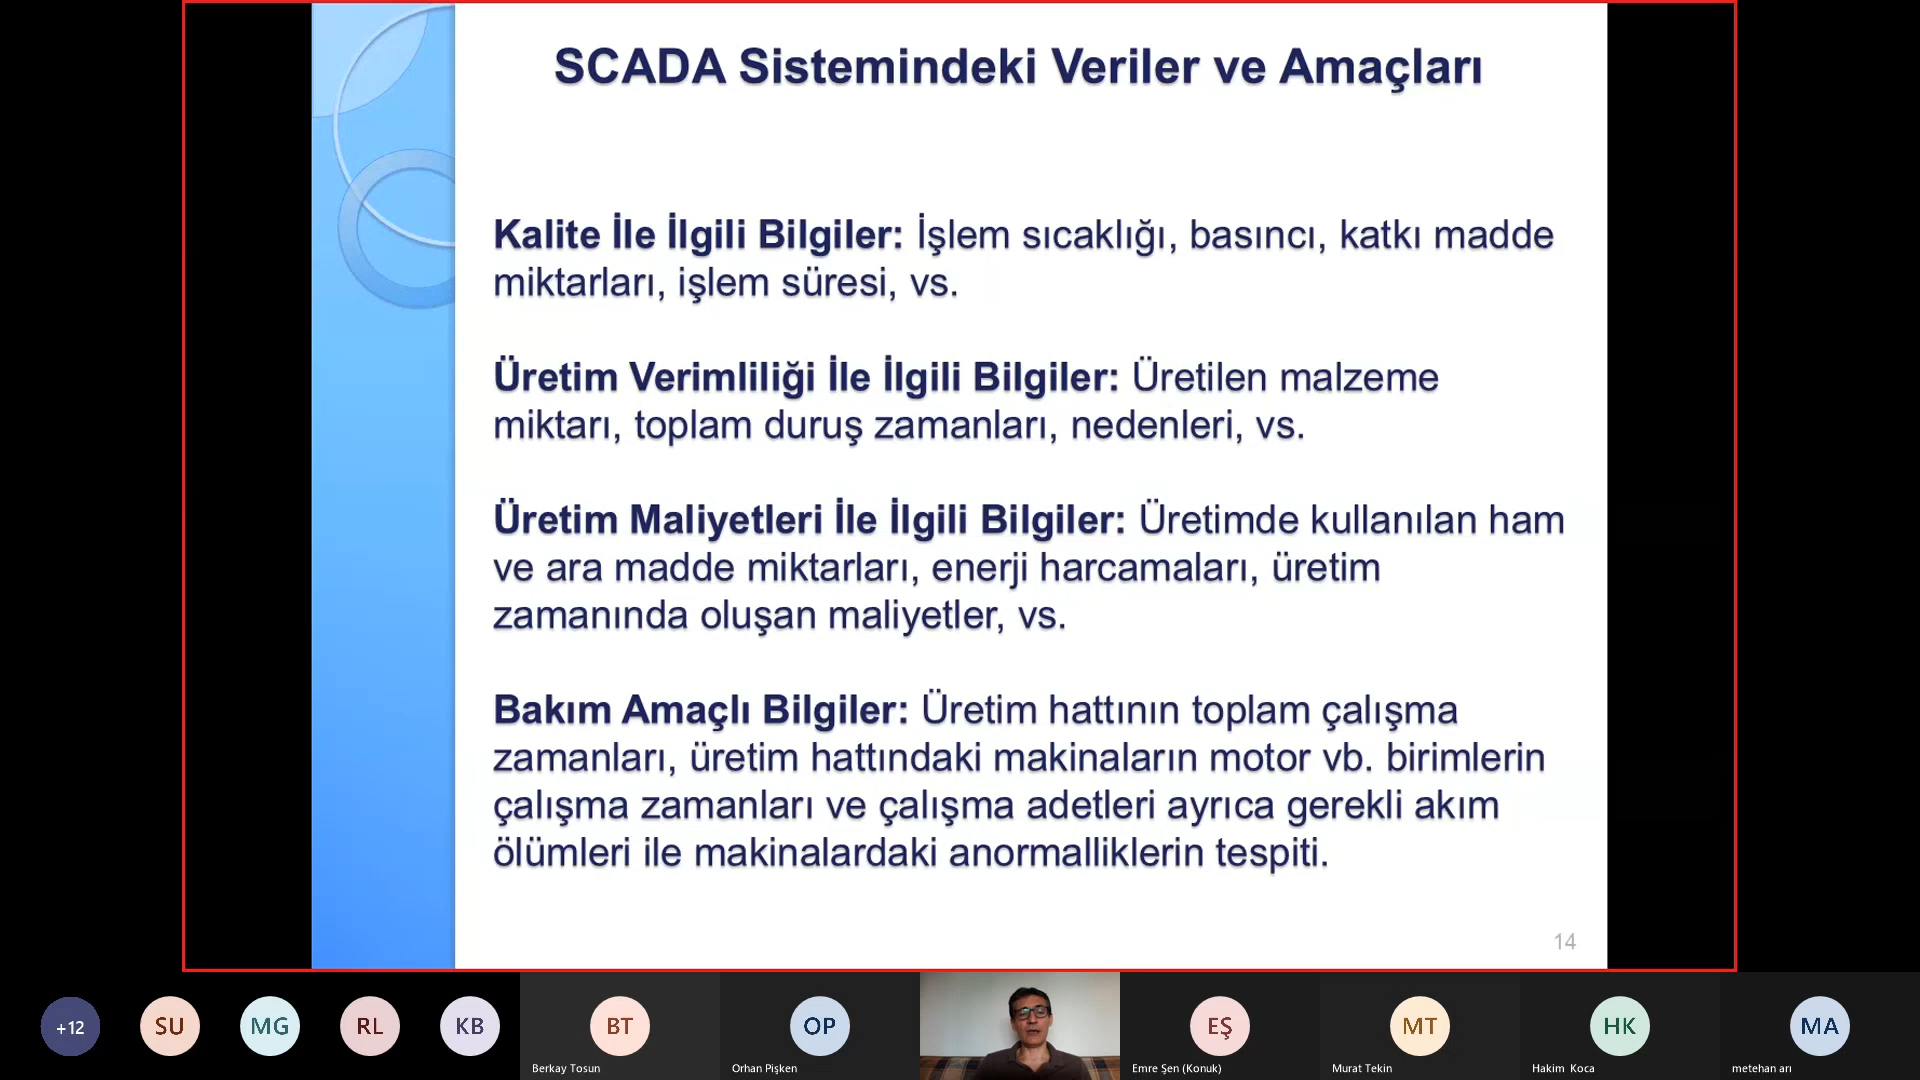 SCADA Sistemindeki Veriler ve Amaçları
Kalite İle İlgili Bilgiler: İşlem sıcaklığı, basıncı, katkı madde
miktarları, işlem süresi, vs.
Üretim Verimliliği İle İlgili Bilgiler: Üretilen malzeme
miktarı, toplam duruş zamanları, nedenleri, vs.
Üretim Maliyetleri İle İlgili Bilgiler: Üretimde kullanılan ham
ve ara madde miktarları, enerji harcamaları, üretim
zamanında oluşan maliyetler, vs.
Bakım Amaçlı Bilgiler: Üretim hattının toplam çalışma
zamanları, üretim hattındaki makinaların motor vb. birimlerin
çalışma zamanları ve çalışma adetleri ayrıca gerekli akım
ölümleri ile makinalardaki anormalliklerin tespiti.
14
+12
SU
MG
RL
KB
BT
Berkay Tosun
OP
Orhan Pişken
EŞ
Emre Şen (Konuk)
MT
Murat Tekin
HK
Hakim Koca
MA
metehan arı